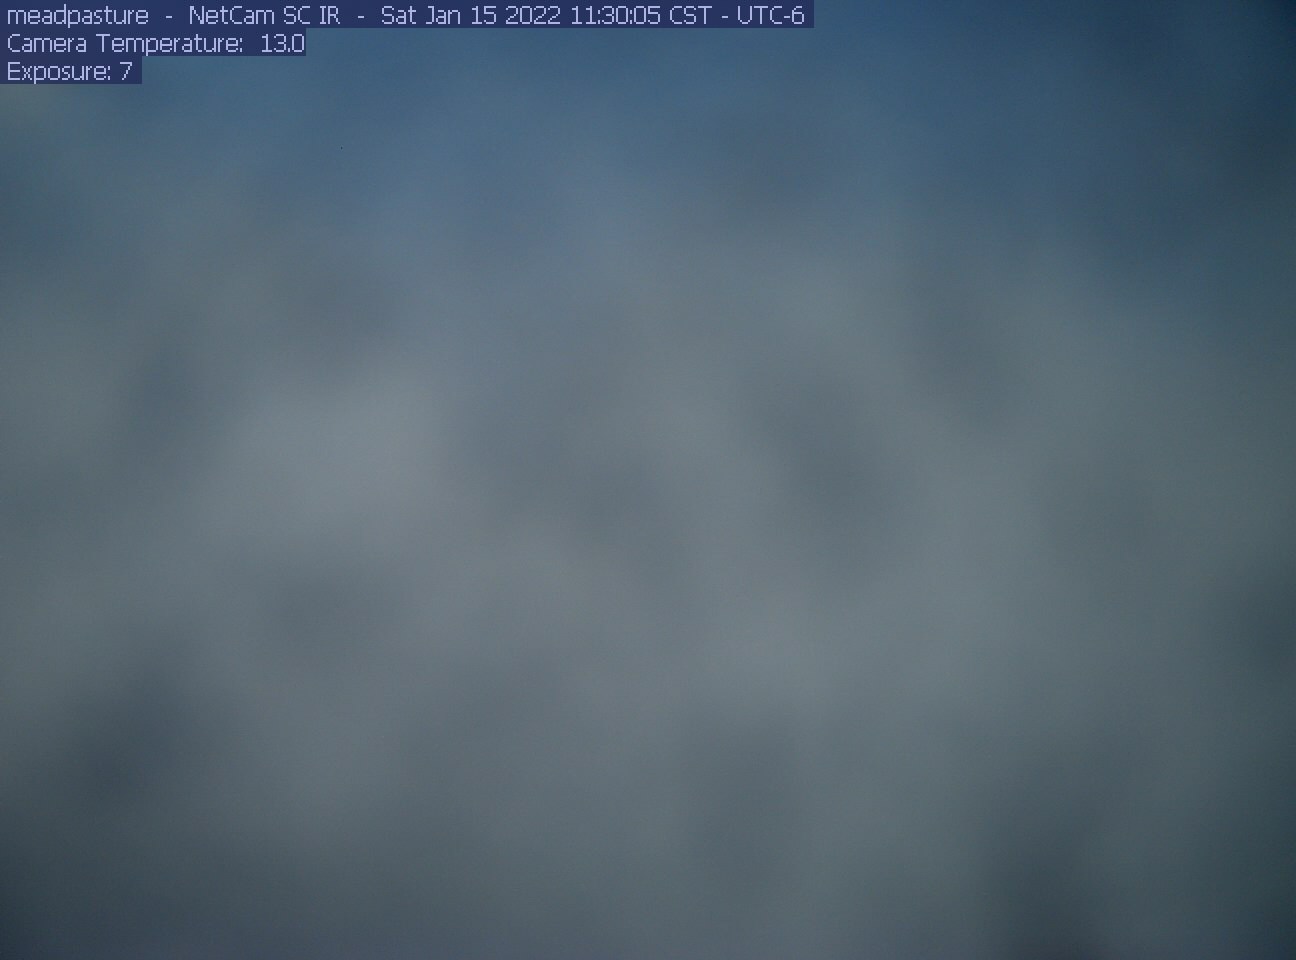 meadpasture - NetCam SC IR - Sat Jan 15 2022 11:30:05 CST - UTC-6
Camera Temperature: 13.0
Exposure: 7